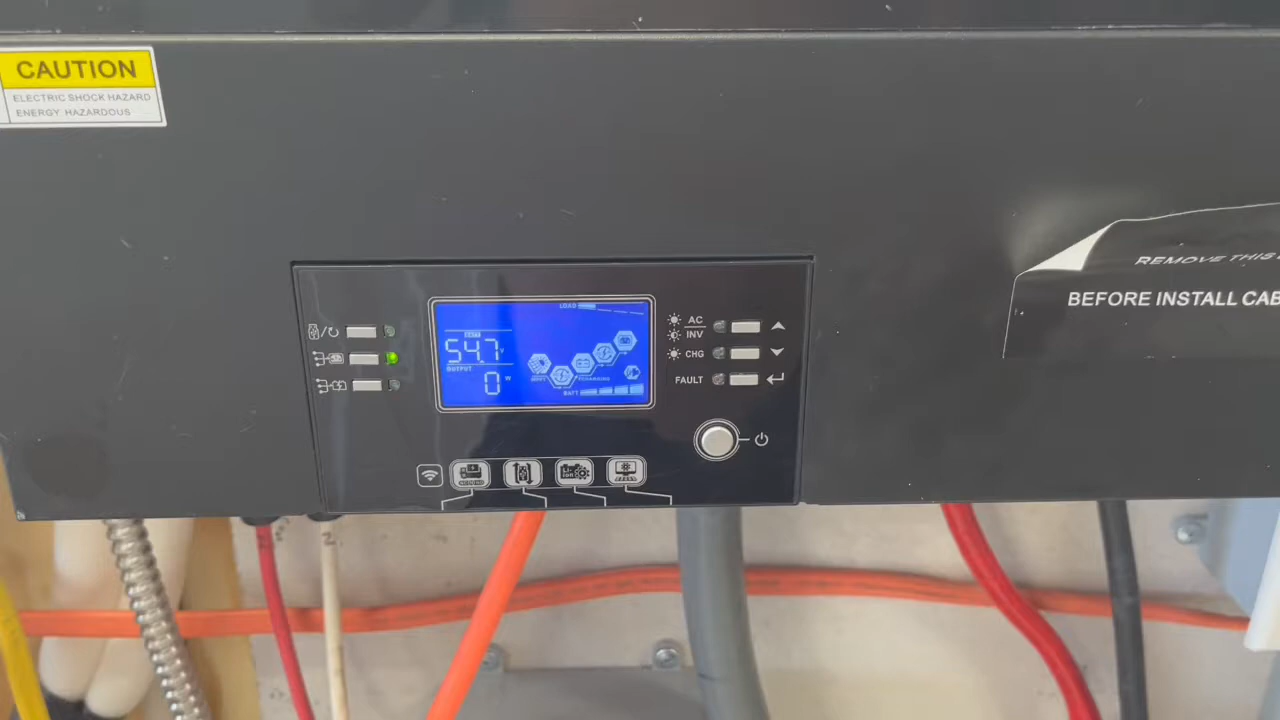 CAUTION
ELECTRIC SHOCK HAZARD
ENERGY HAZARDOUS
REMOVE THIS
BEFORE INSTALL CAB
LOAD
54.7V
OUTPUT
0 W
BATT
AC
INV
CHG
FAULT